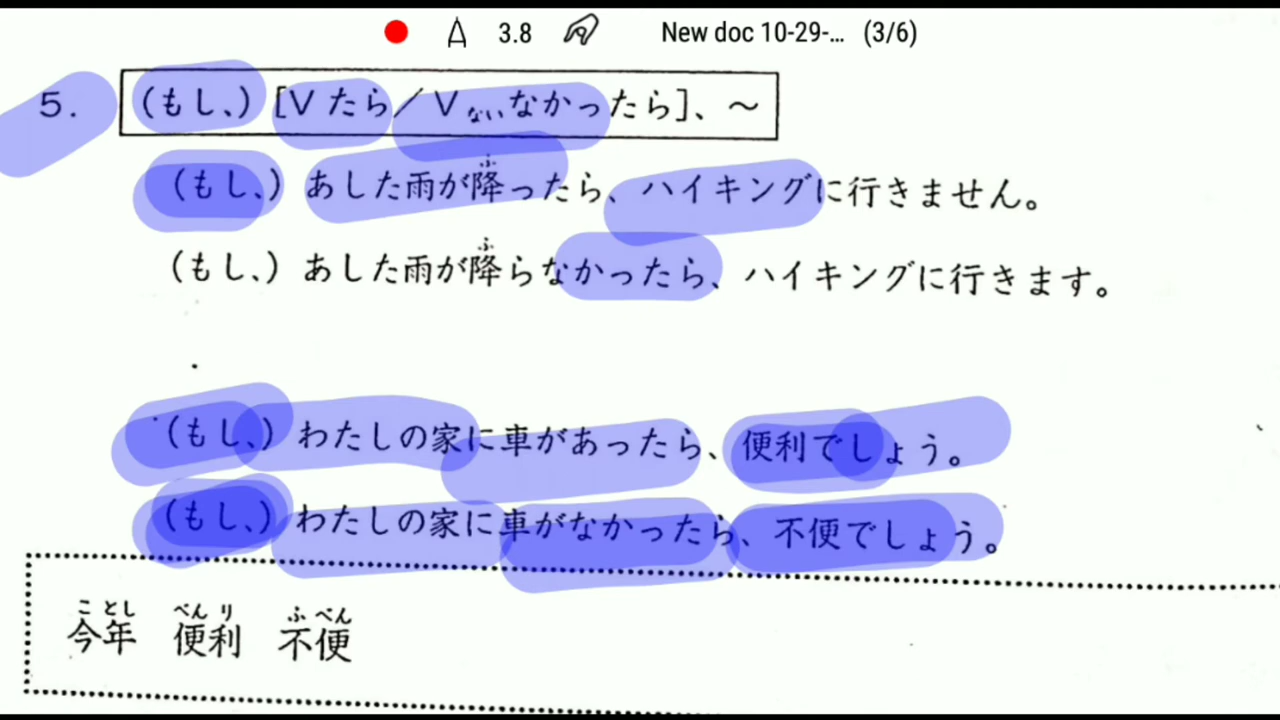 3.8 New doc 10-29-… (3/6)
5. (もし、) [Vたら／Vないなかったら]、～
(もし、) あした雨が降ったら、ハイキングに行きません。
ふ
(もし、) あした雨が降らなかったら、ハイキングに行きます。
ふ
(もし、) わたしの家に車があったら、便利でしょう。
(もし、) わたしの家に車がなかったら、不便でしょう。
ことし べんり ふべん
今年 便利 不便